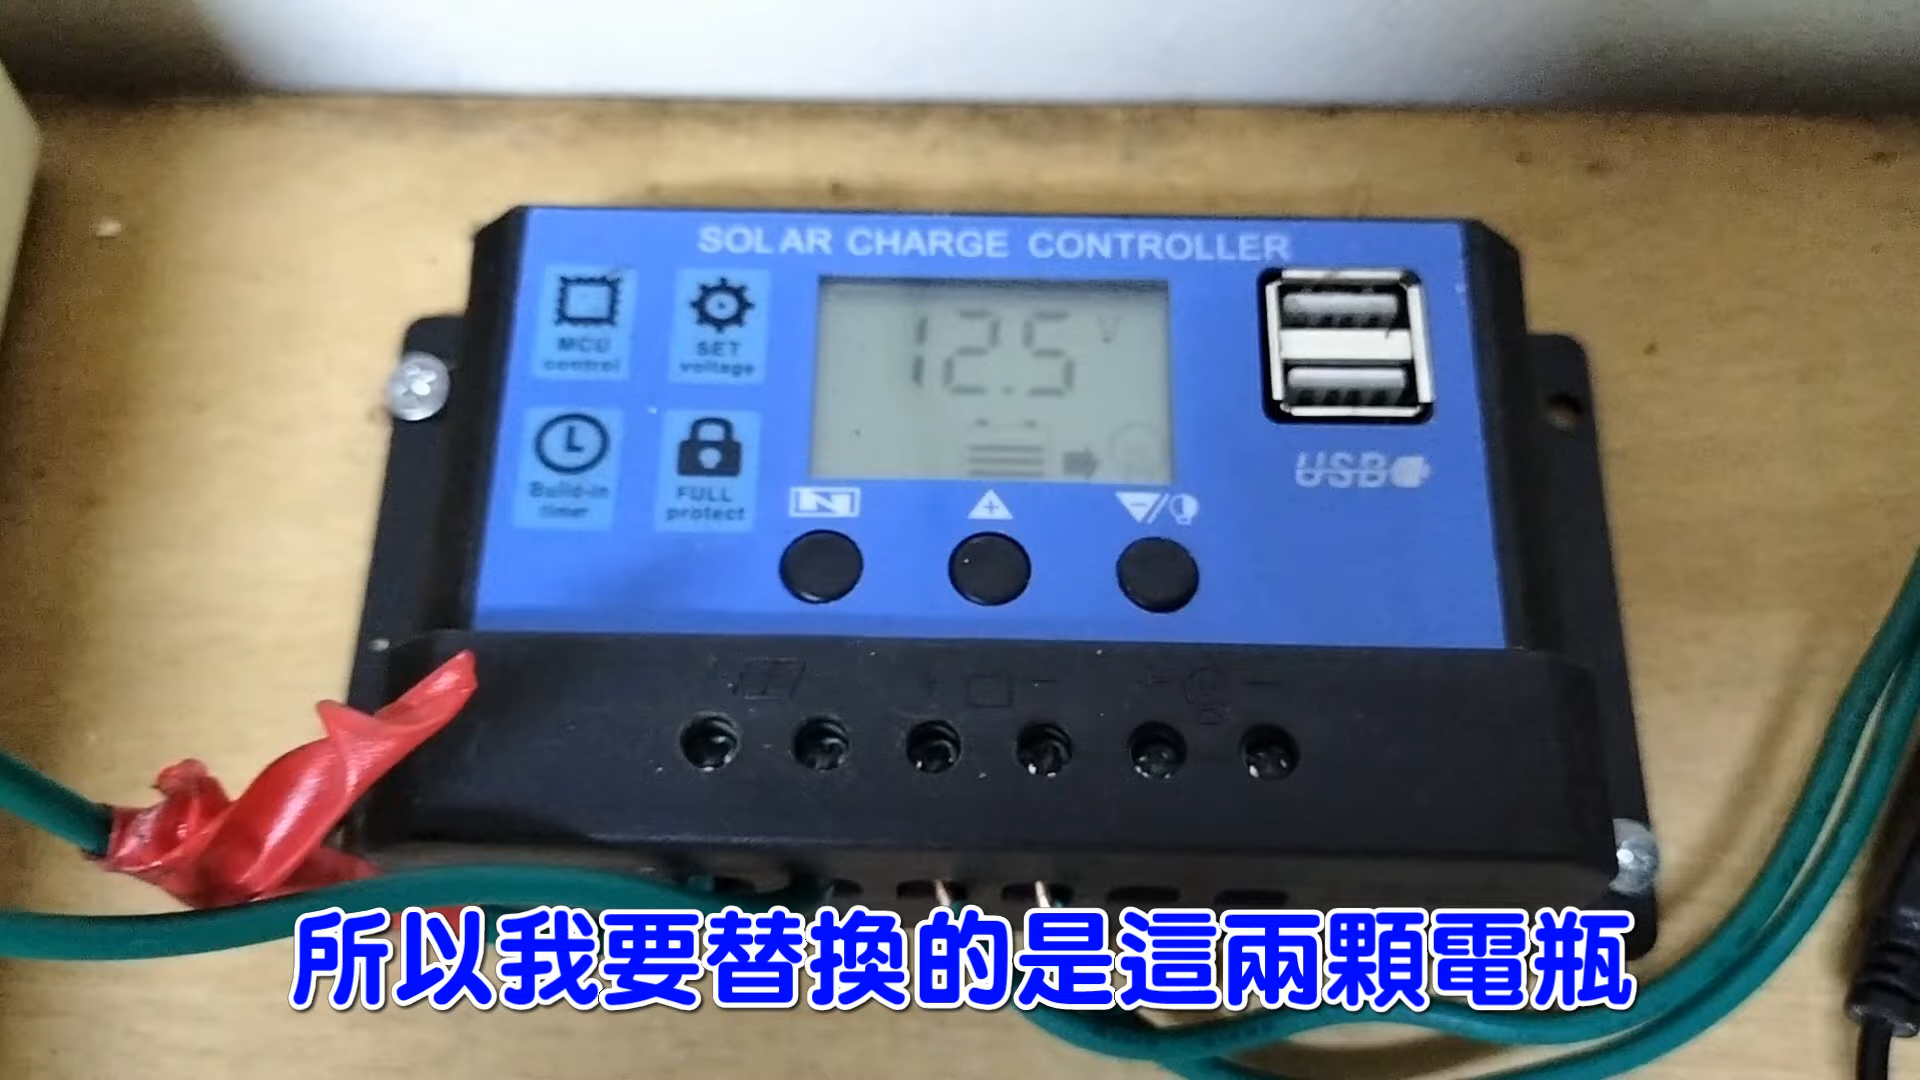 SOLAR CHARGE CONTROLLER
MCU
control
SET
voltage
12.5 V
Build-in
timer
FULL
protect
USB
所以我要替換的是這兩顆電瓶